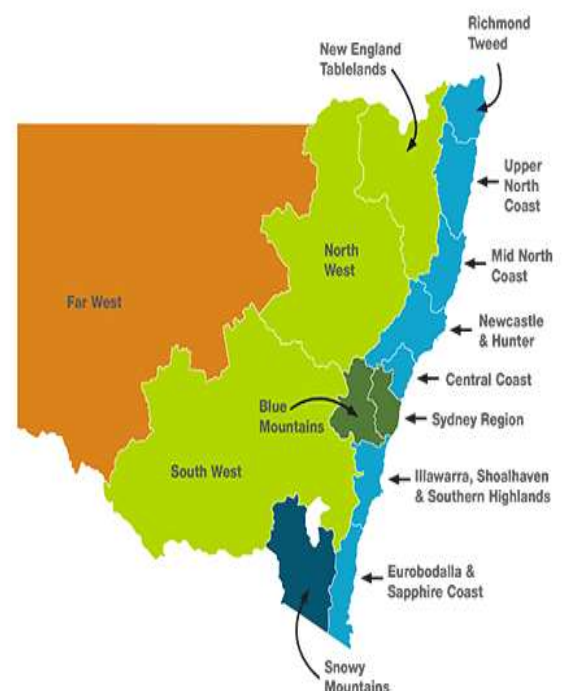 Richmond
Tweed
New England
Tablelands
Upper
North
Coast
North
West
Mid North
Coast
Far West
Newcastle
& Hunter
Central Coast
Blue
Mountains
Sydney Region
South West
Illawarra, Shoalhaven
& Southern Highlands
Eurobodalla &
Sapphire Coast
Snowy
Mountains